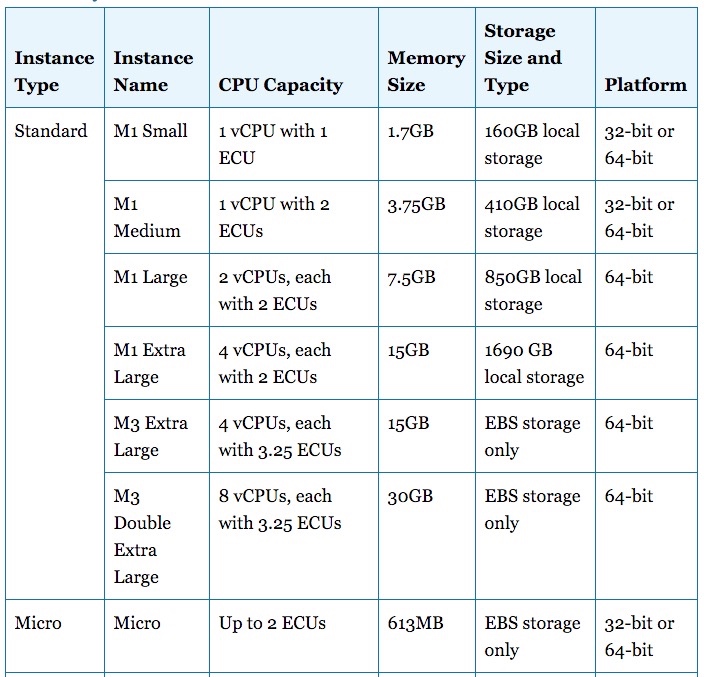 Instance Type
Instance Name
CPU Capacity
Memory Size
Storage Size and Type
Platform
Standard
M1 Small
1 vCPU with 1
ECU
1.7GB
160GB local
storage
32-bit or
64-bit
M1
Medium
1 vCPU with 2
ECUs
3.75GB
410GB local
storage
32-bit or
64-bit
M1 Large
2 vCPUs, each
with 2 ECUs
7.5GB
850GB local
storage
64-bit
M1 Extra
Large
4 vCPUs, each
with 2 ECUs
15GB
1690 GB
local storage
64-bit
M3 Extra
Large
4 vCPUs, each
with 3.25 ECUs
15GB
EBS storage
only
64-bit
M3
Double
Extra
Large
8 vCPUs, each
with 3.25 ECUs
30GB
EBS storage
only
64-bit
Micro
Micro
Up to 2 ECUs
613MB
EBS storage
only
32-bit or
64-bit